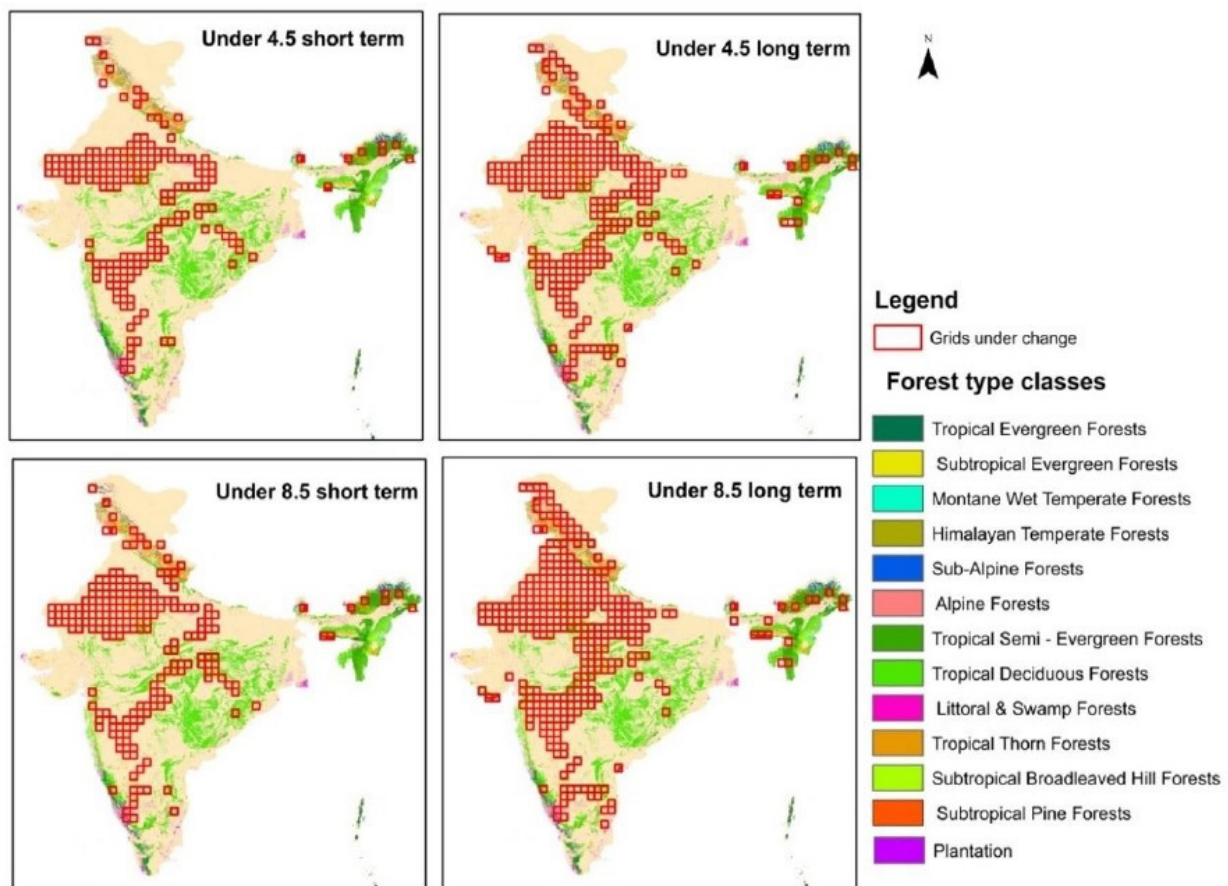 Under 4.5 short term
Under 4.5 long term
N
Under 8.5 short term
Under 8.5 long term
Legend
Grids under change
Forest type classes
Tropical Evergreen Forests
Subtropical Evergreen Forests
Montane Wet Temperate Forests
Himalayan Temperate Forests
Sub-Alpine Forests
Alpine Forests
Tropical Semi - Evergreen Forests
Tropical Deciduous Forests
Littoral & Swamp Forests
Tropical Thorn Forests
Subtropical Broadleaved Hill Forests
Subtropical Pine Forests
Plantation